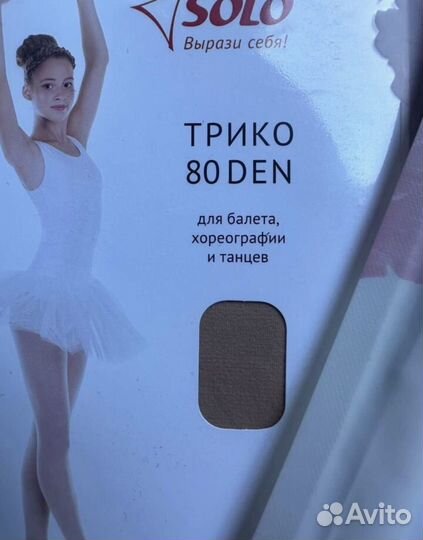 SOLO
Вырази себя!
ТРИКО
80 DEN
для балета,
хореографии
и танцев
Avito